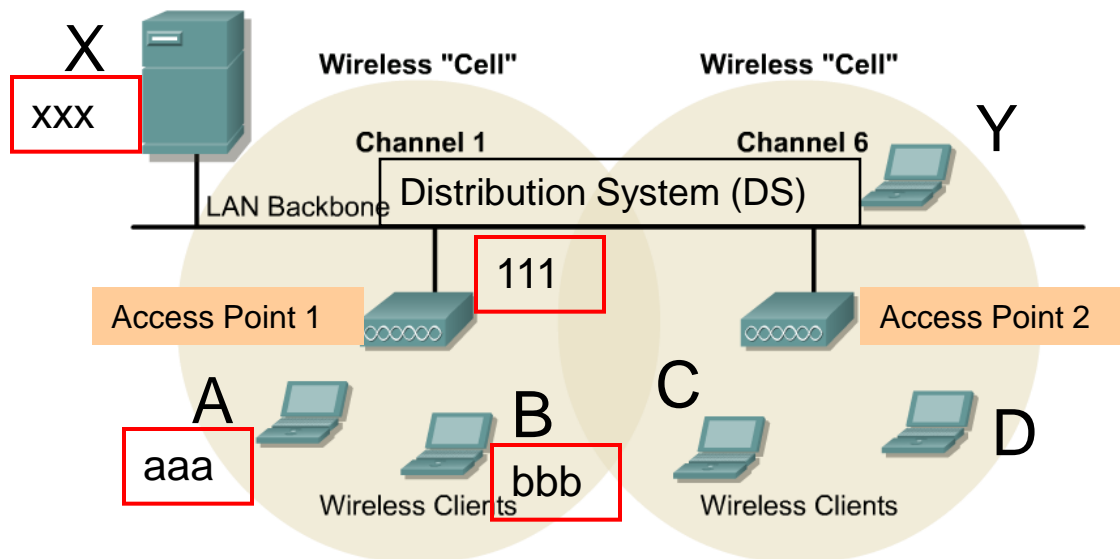 X
xxx
Wireless "Cell"
Wireless "Cell"
Y
Channel 1
Channel 6
Distribution System (DS)
LAN Backbone
111
Access Point 1
Access Point 2
A
B
C
D
aaa
bbb
Wireless Clients
Wireless Clients